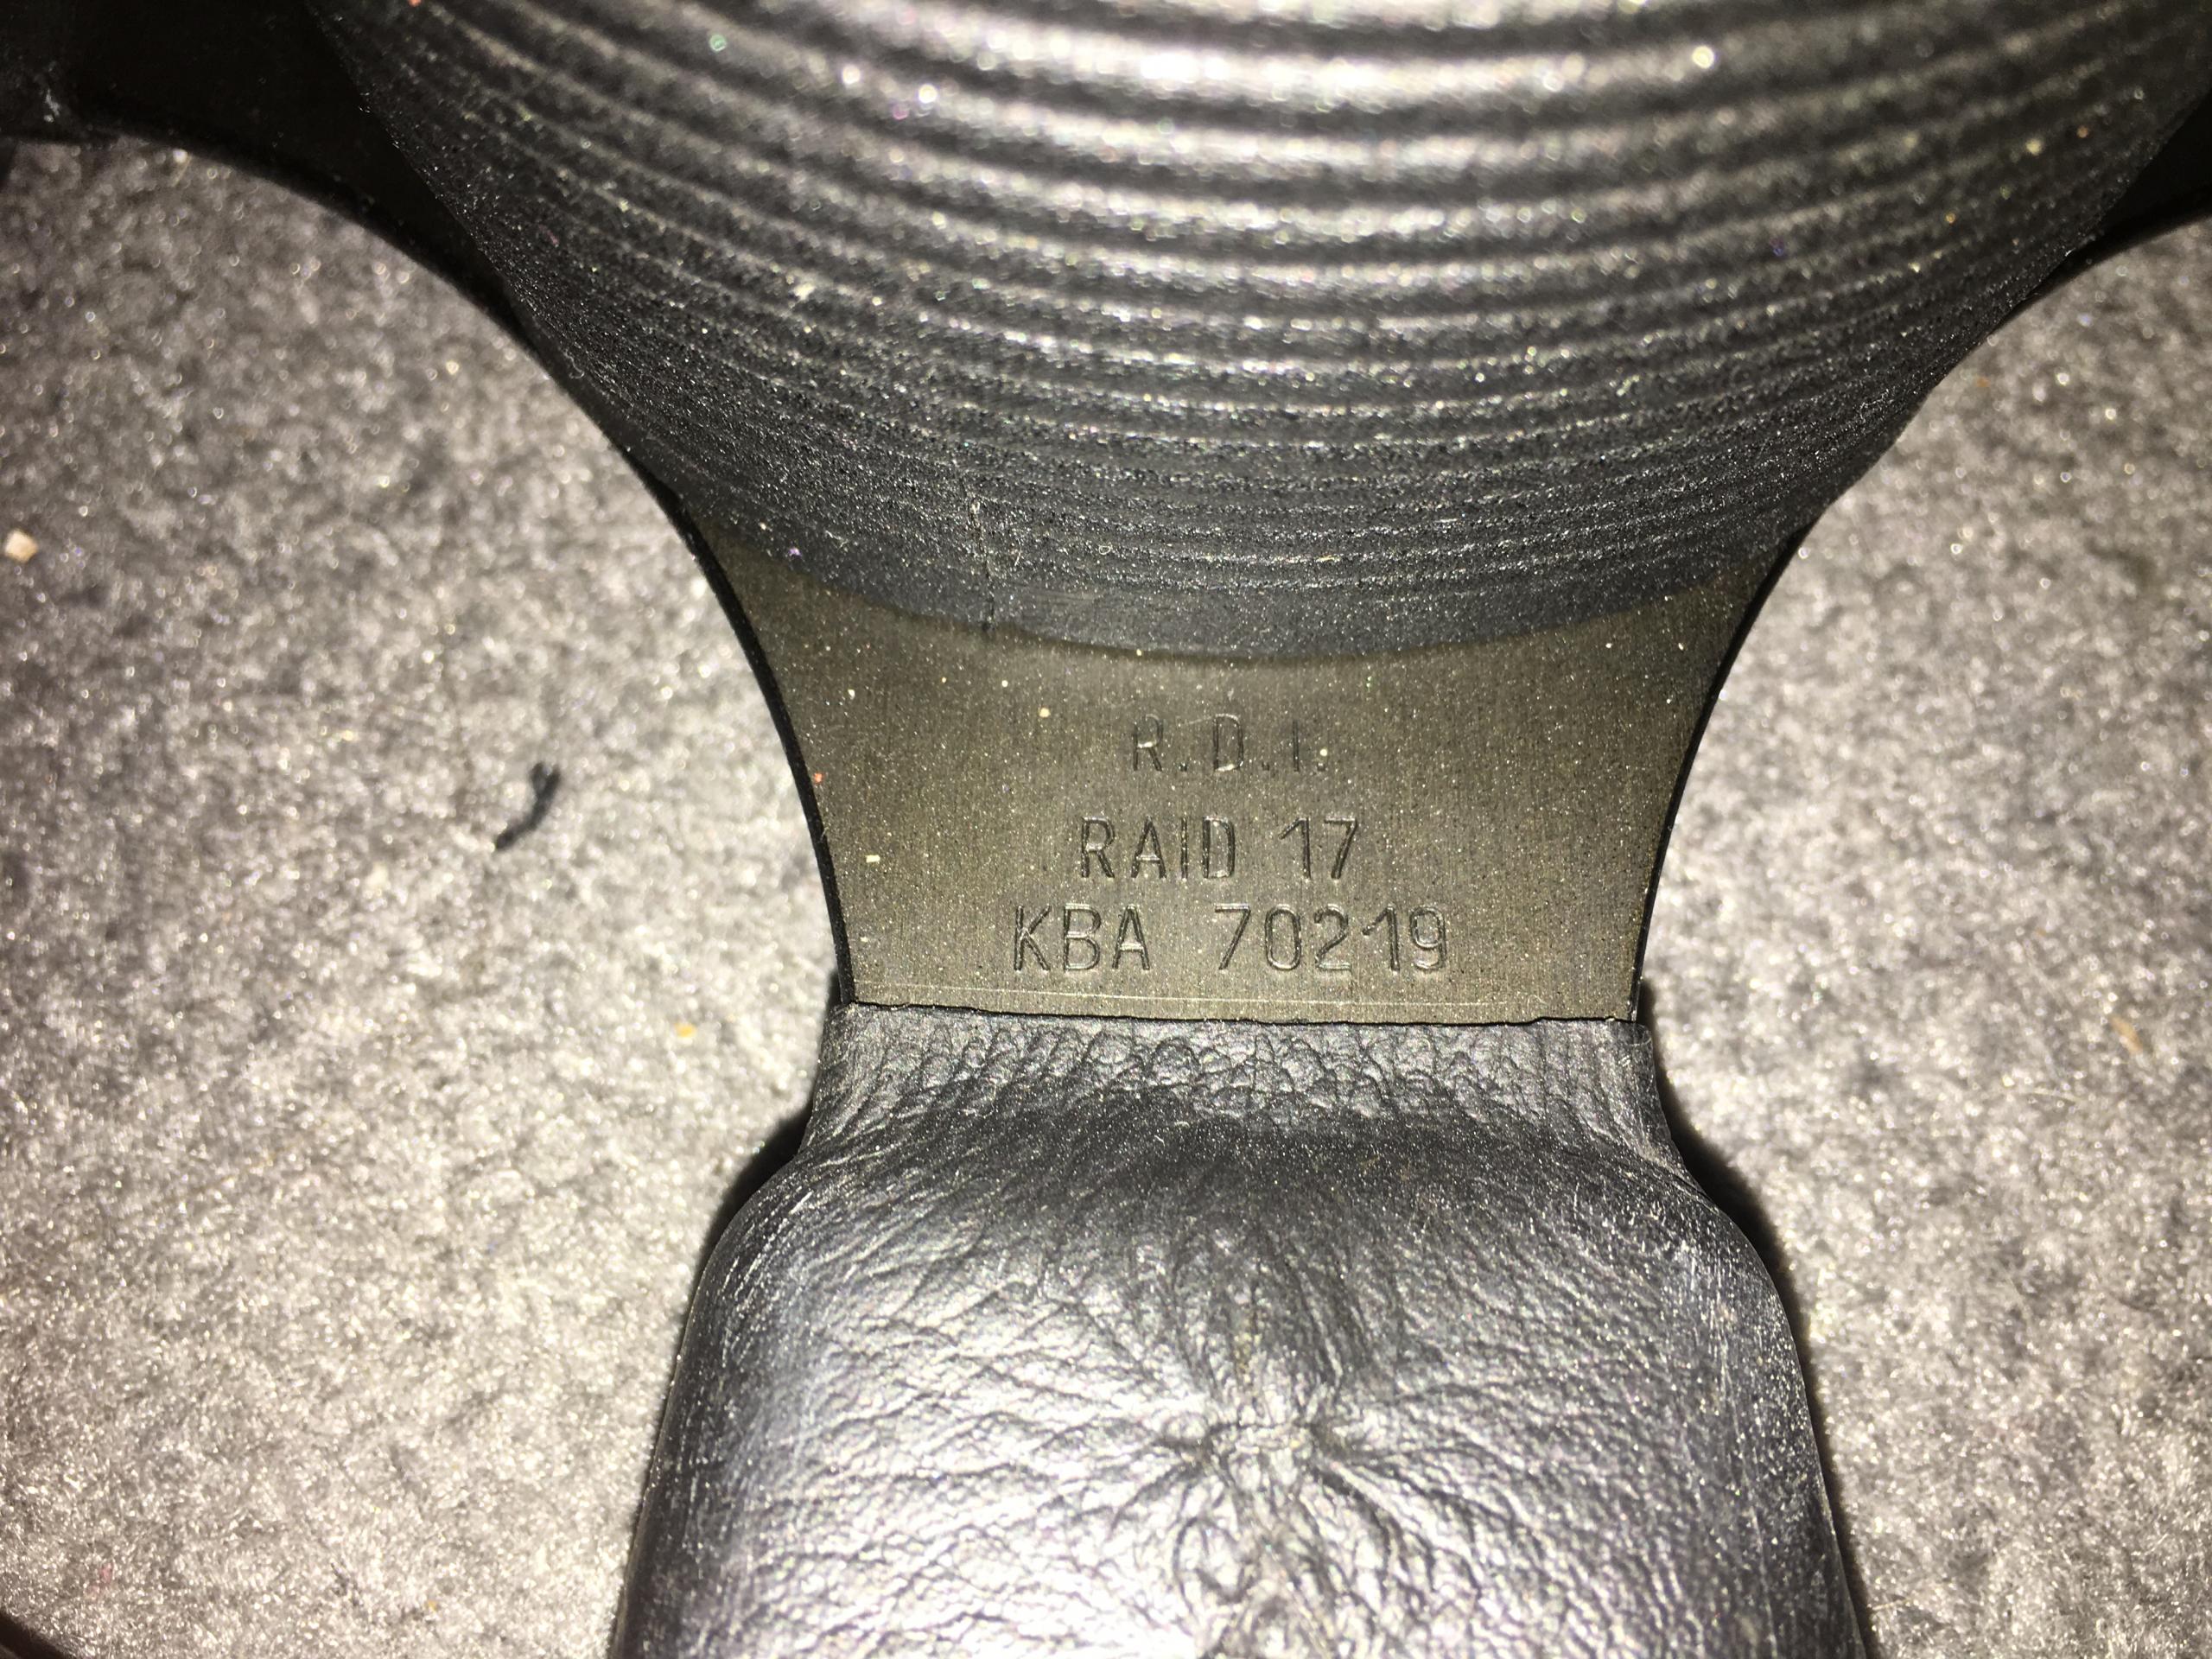 R.D.I.
RAID 17
KBA 70219